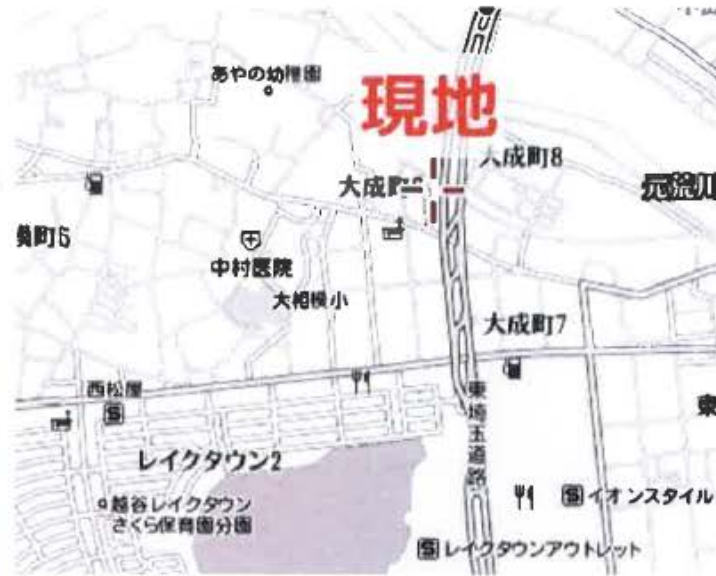 あやの幼稚園
現地
大成町8
大成町
元荒川
町5
中村医院
大相模小
大成町7
西松屋
東埼玉道路
東
レイクタウン2
越谷レイクタウン
さくら保育園分園
イオンスタイル
レイクタウンアウトレット